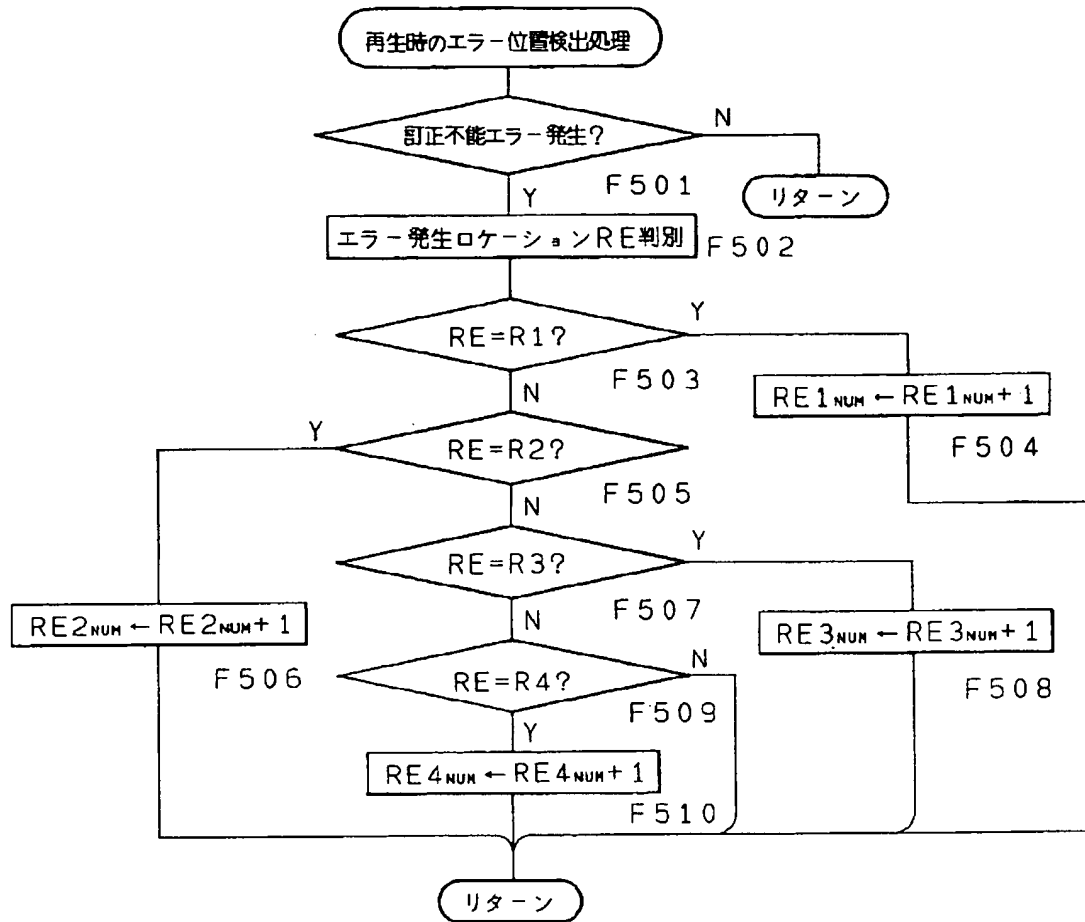 再生時のエラー位置検出処理
訂正不能エラー発生?
N
F501
リターン
Y
エラー発生ロケーションRE判別
F502
RE=R1?
Y
F503
N
RE1NUM←RE1NUM+1
F504
Y
RE=R2?
F505
N
RE=R3?
Y
F507
N
RE2NUM←RE2NUM+1
F506
RE3NUM←RE3NUM+1
F508
RE=R4?
N
F509
Y
RE4NUM←RE4NUM+1
F510
リターン